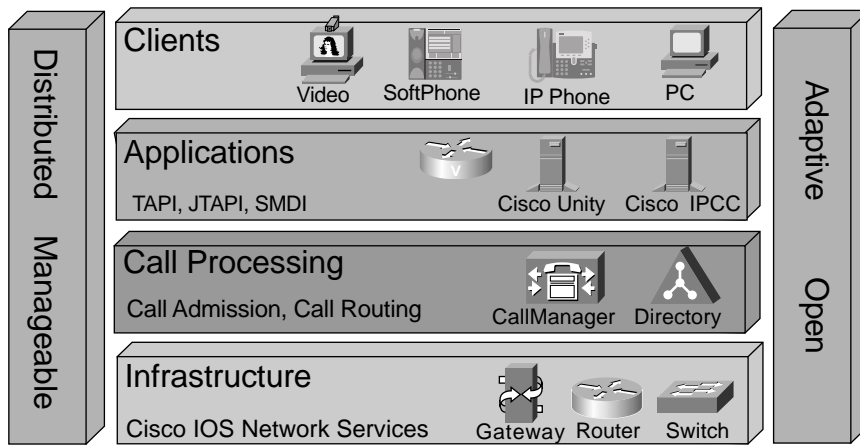 Distributed Manageable
Clients
Video SoftPhone IP Phone PC
Applications
V
TAPI, JTAPI, SMDI Cisco Unity Cisco IPCC
Call Processing
Call Admission, Call Routing CallManager Directory
Infrastructure
Cisco IOS Network Services Gateway Router Switch
Adaptive Open